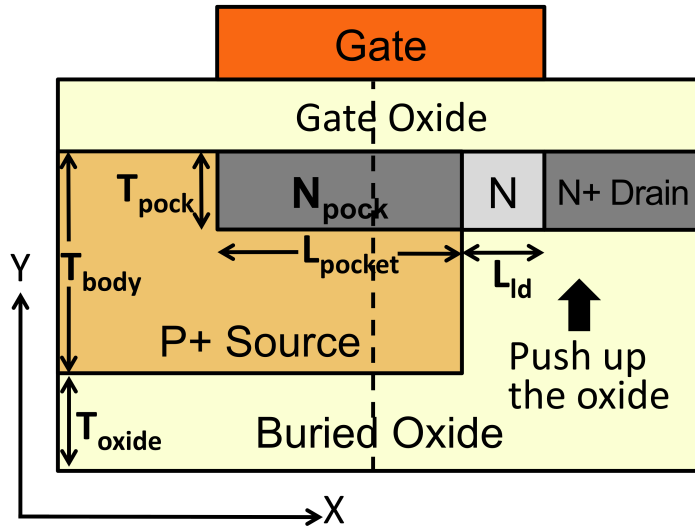 Gate
Gate Oxide
T_pock
N_pock
N
N+ Drain
L_pocket
L_ld
Y
T_body
P+ Source
Push up
the oxide
T_oxide
Buried Oxide
X